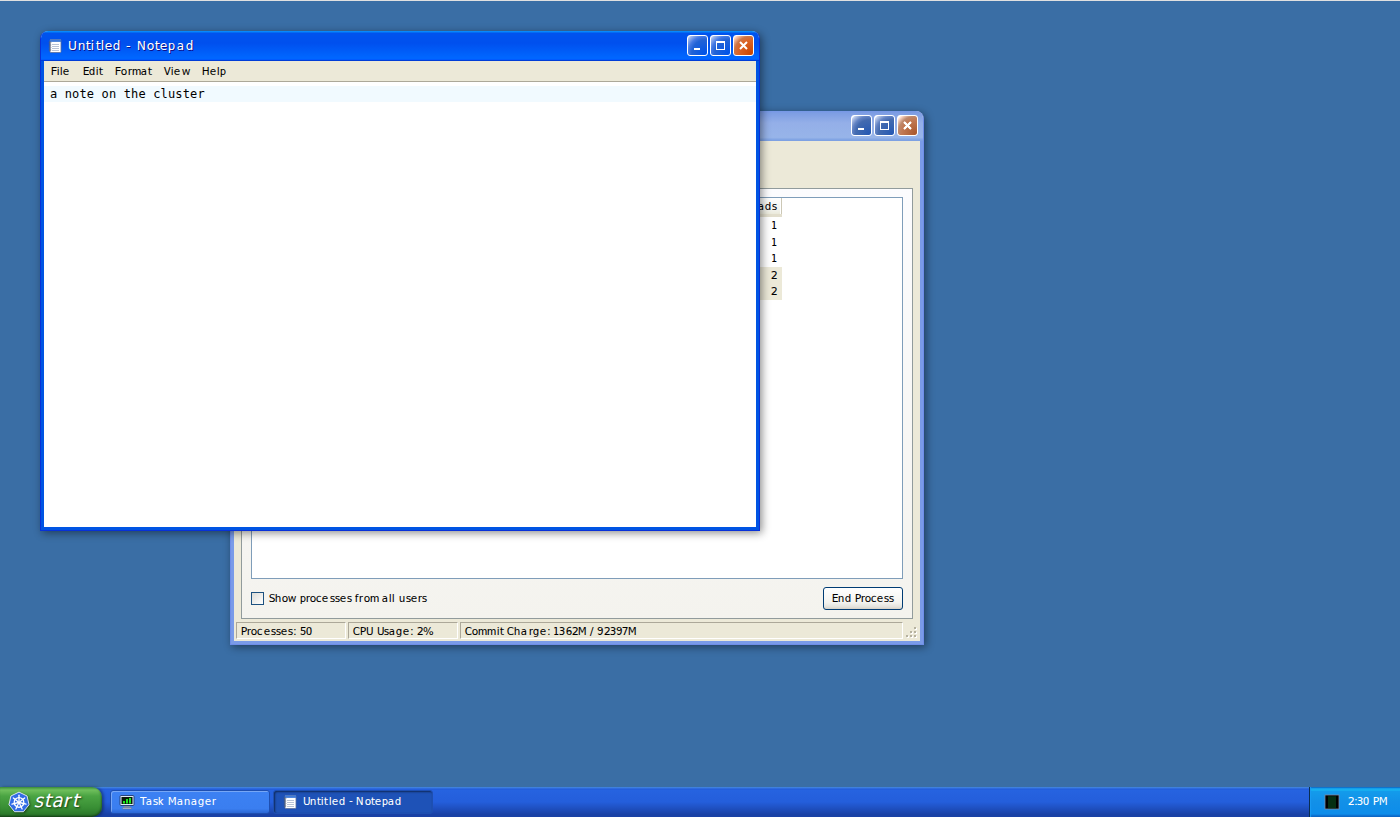 Untitled - Notepad
File Edit Format View Help
a note on the cluster
ads
1
1
1
2
2
Show processes from all users
End Process
Processes: 50
CPU Usage: 2%
Commit Charge: 1362M / 92397M
start
Task Manager
Untitled - Notepad
2:30 PM